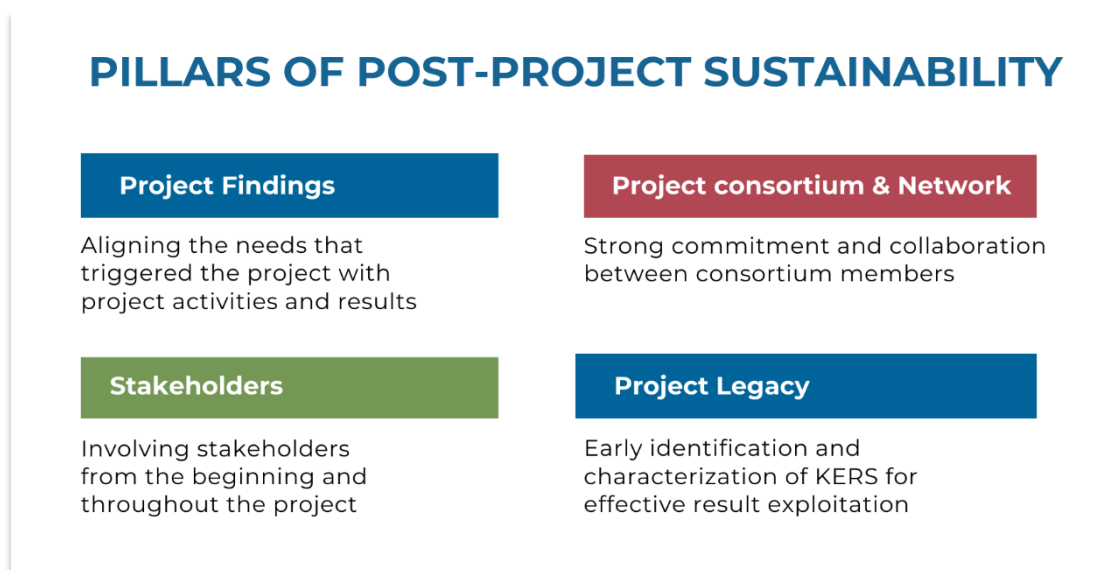 PILLARS OF POST-PROJECT SUSTAINABILITY
Project Findings
Aligning the needs that
triggered the project with
project activities and results
Project consortium & Network
Strong commitment and collaboration
between consortium members
Stakeholders
Involving stakeholders
from the beginning and
throughout the project
Project Legacy
Early identification and
characterization of KERS for
effective result exploitation